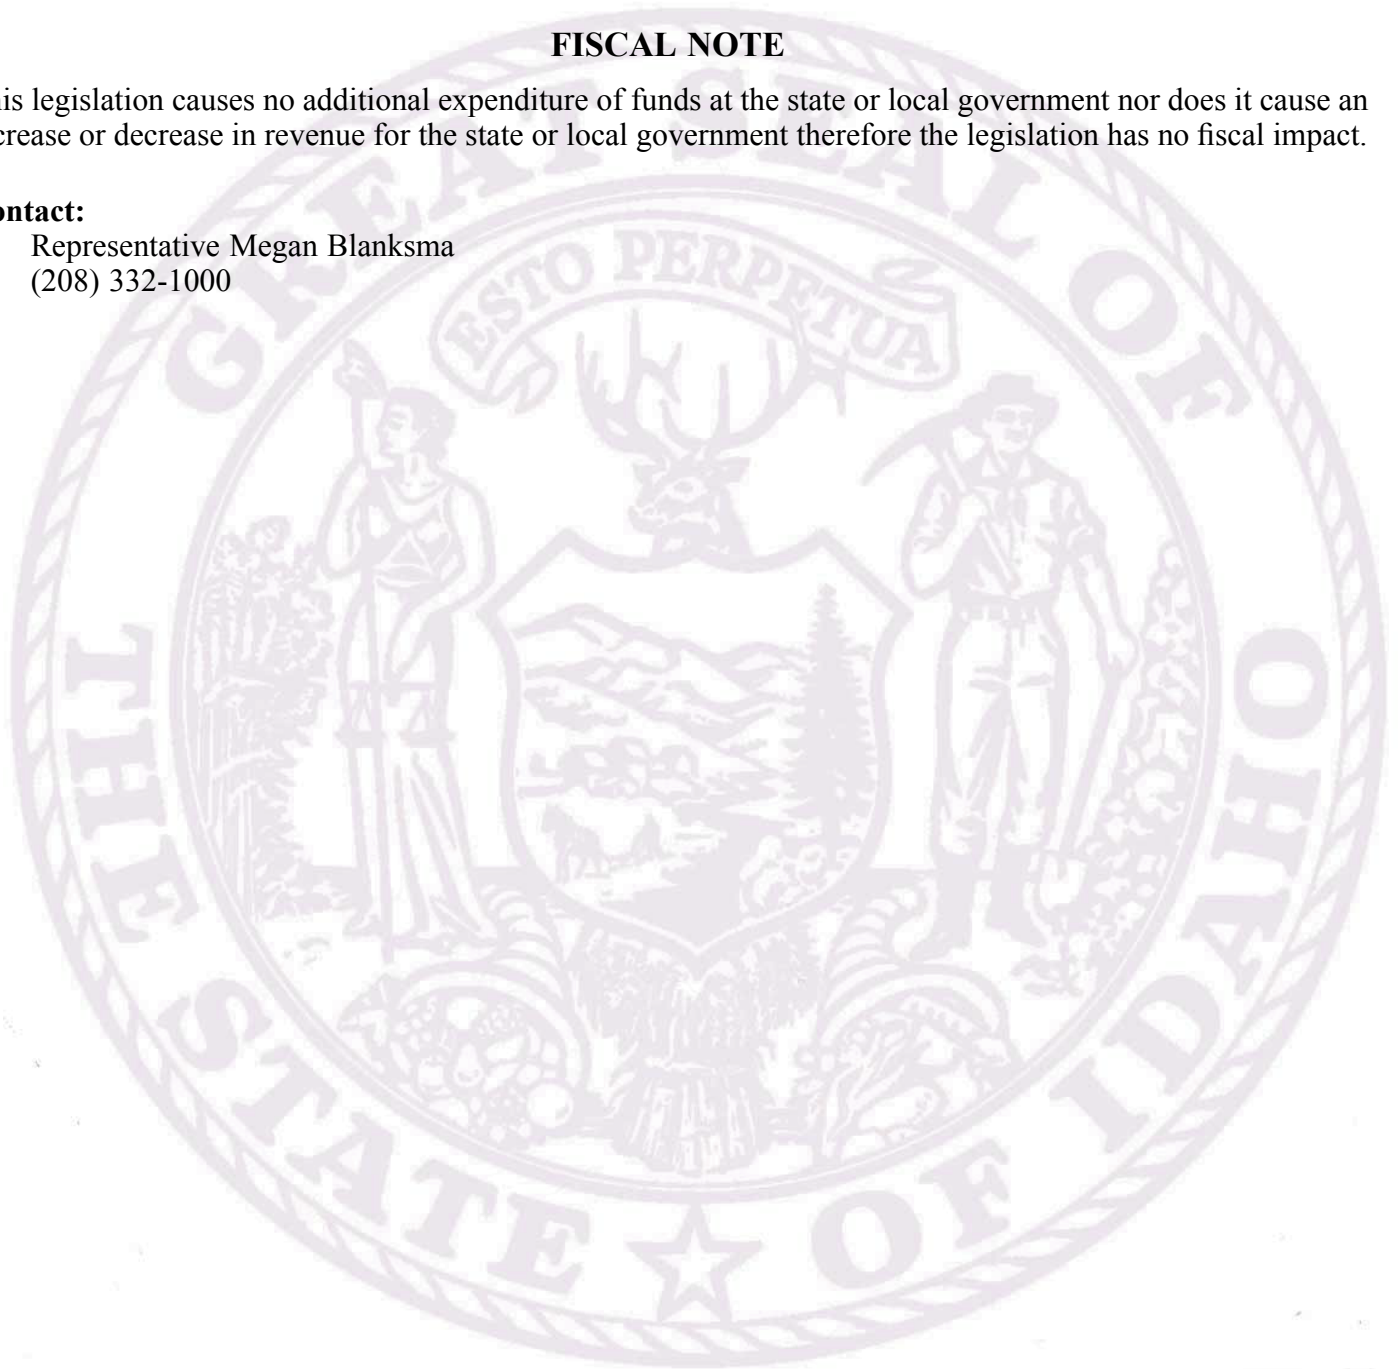 FISCAL NOTE
his legislation causes no additional expenditure of funds at the state or local government nor does it cause an
crease or decrease in revenue for the state or local government therefore the legislation has no fiscal impact.
ontact:
Representative Megan Blanksma
(208) 332-1000
GREAT SEAL OF
ESTO PERPETUA
THE STATE OF IDAHO